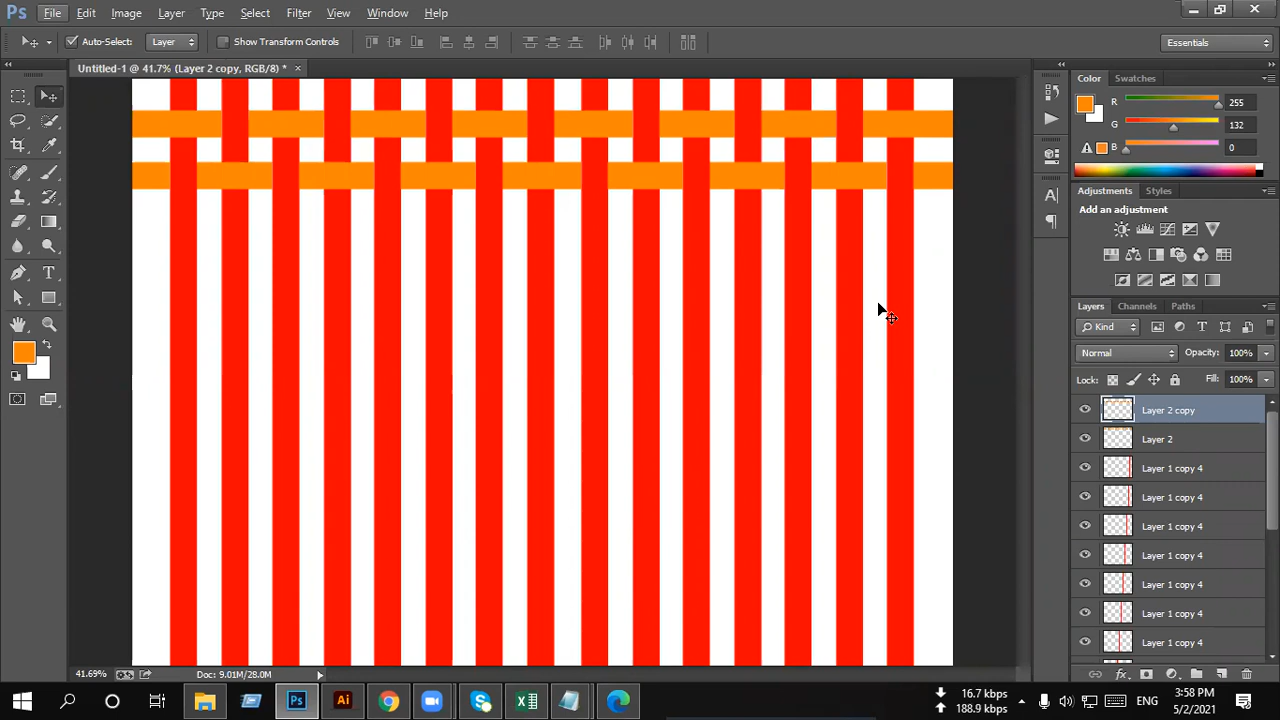 Ps File Edit Image Layer Type Select Filter View Window Help
Auto-Select: Layer Show Transform Controls Essentials
Untitled-1 @ 41.7% (Layer 2 copy, RGB/8) * ×
Color Swatches
R 255
G 132
B 0
Adjustments Styles
Add an adjustment
Layers Channels Paths
Kind
Normal Opacity: 100%
Lock: Fill: 100%
Layer 2 copy
Layer 2
Layer 1 copy 4
Layer 1 copy 4
Layer 1 copy 4
Layer 1 copy 4
Layer 1 copy 4
Layer 1 copy 4
Layer 1 copy 4
41.69% Doc: 9.01M/28.0M
Ps Ai
16.7 kbps
188.9 kbps
ENG
3:58 PM
5/2/2021